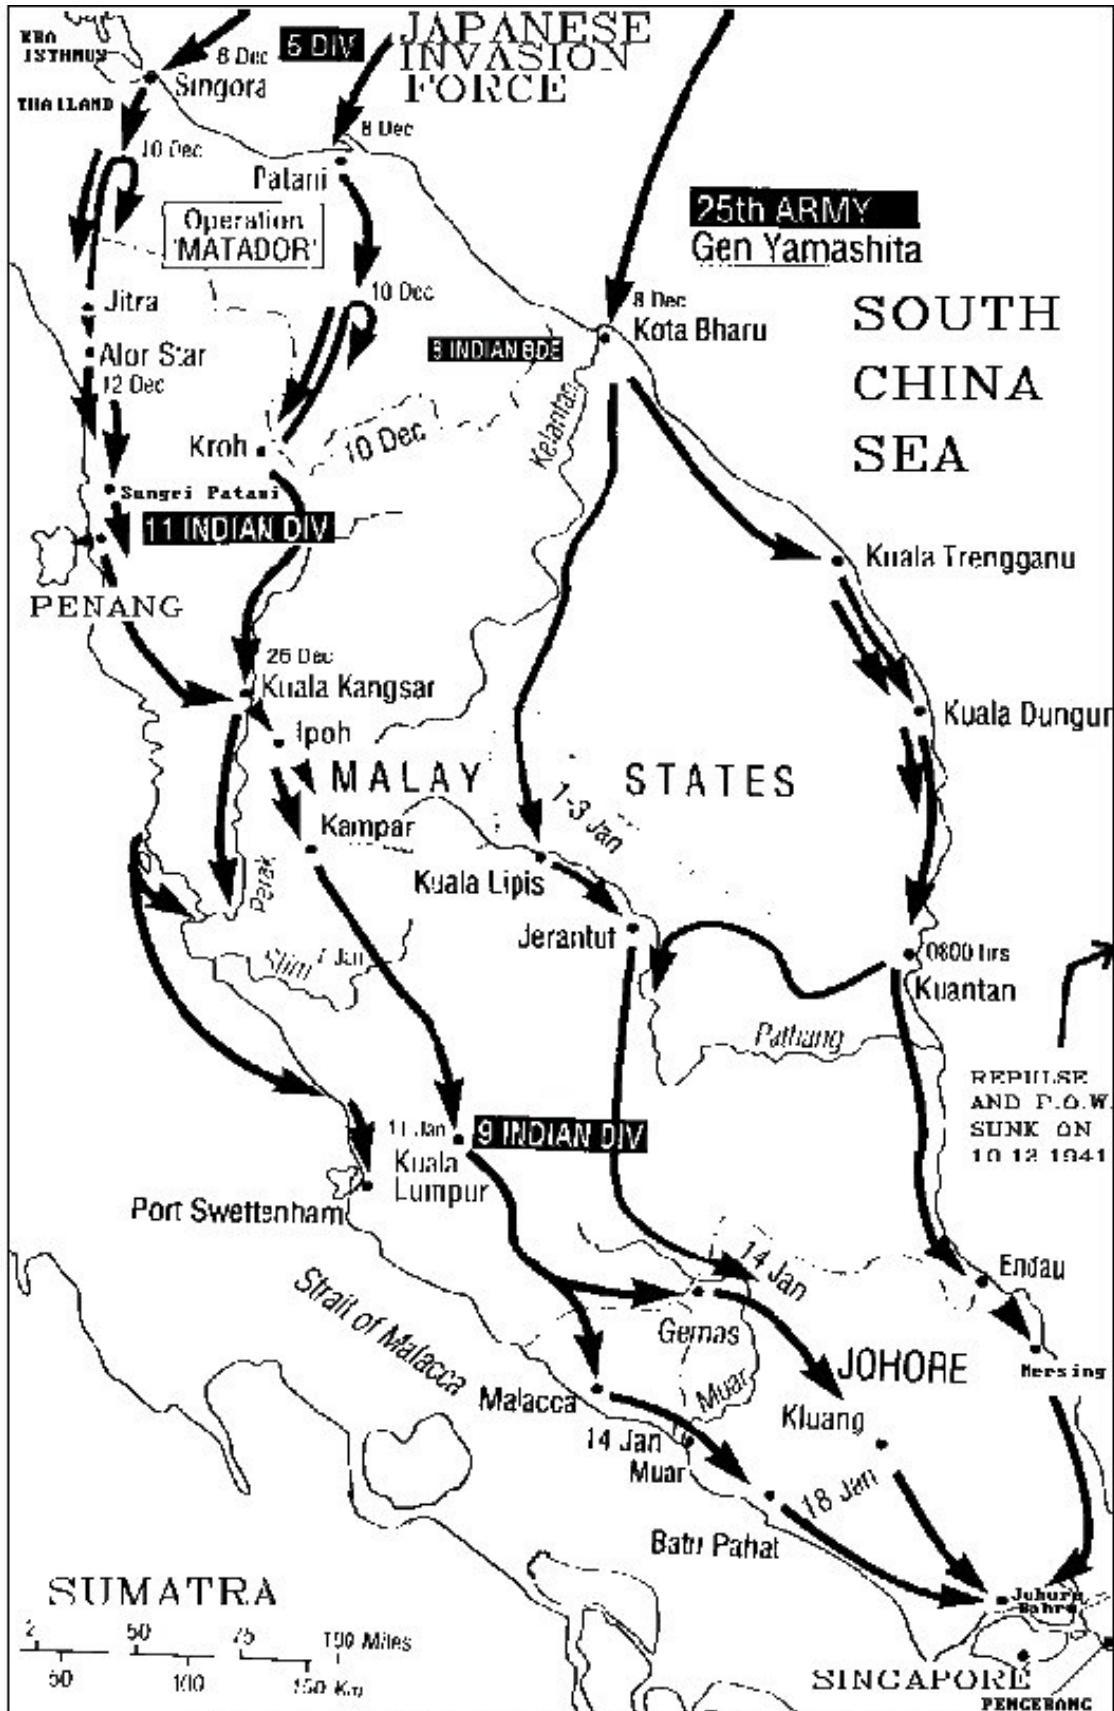 KRA
ISTHMUS
8 Dec
5 DIV
JAPANESE
INVASION
FORCE
Singora
THAILAND
10 Dec
8 Dec
Patani
Operation
'MATADOR'
25th ARMY
Gen Yamashita
10 Dec
8 Dec
Kota Bharu
Jitra
SOUTH
CHINA
SEA
8 INDIAN BDE
Alor Star
12 Dec
Kelantan
Kroh
10 Dec
Sungei Patani
11 INDIAN DIV
Kuala Trengganu
PENANG
26 Dec
Kuala Kangsar
Kuala Dungun
Ipoh
MALAY STATES
1-3 Jan
Kampar
Kuala Lipis
Perak
Jerantut
Slim
7 Jan
0800 hrs
Kuantan
Pathang
REPULSE
AND P.O.W.
SUNK ON
10 12 1941
11 Jan
9 INDIAN DIV
Kuala
Lumpur
Port Swettenham
14 Jan
Endau
Strait of Malacca
Gemas
JOHORE
Mersing
Malacca
Muar
Kluang
14 Jan
Muar
18 Jan
Batu Pahat
SUMATRA
Johore
Bahru
50 75 100 Miles
50 100 150 Km
SINGAPORE
PENGERANG